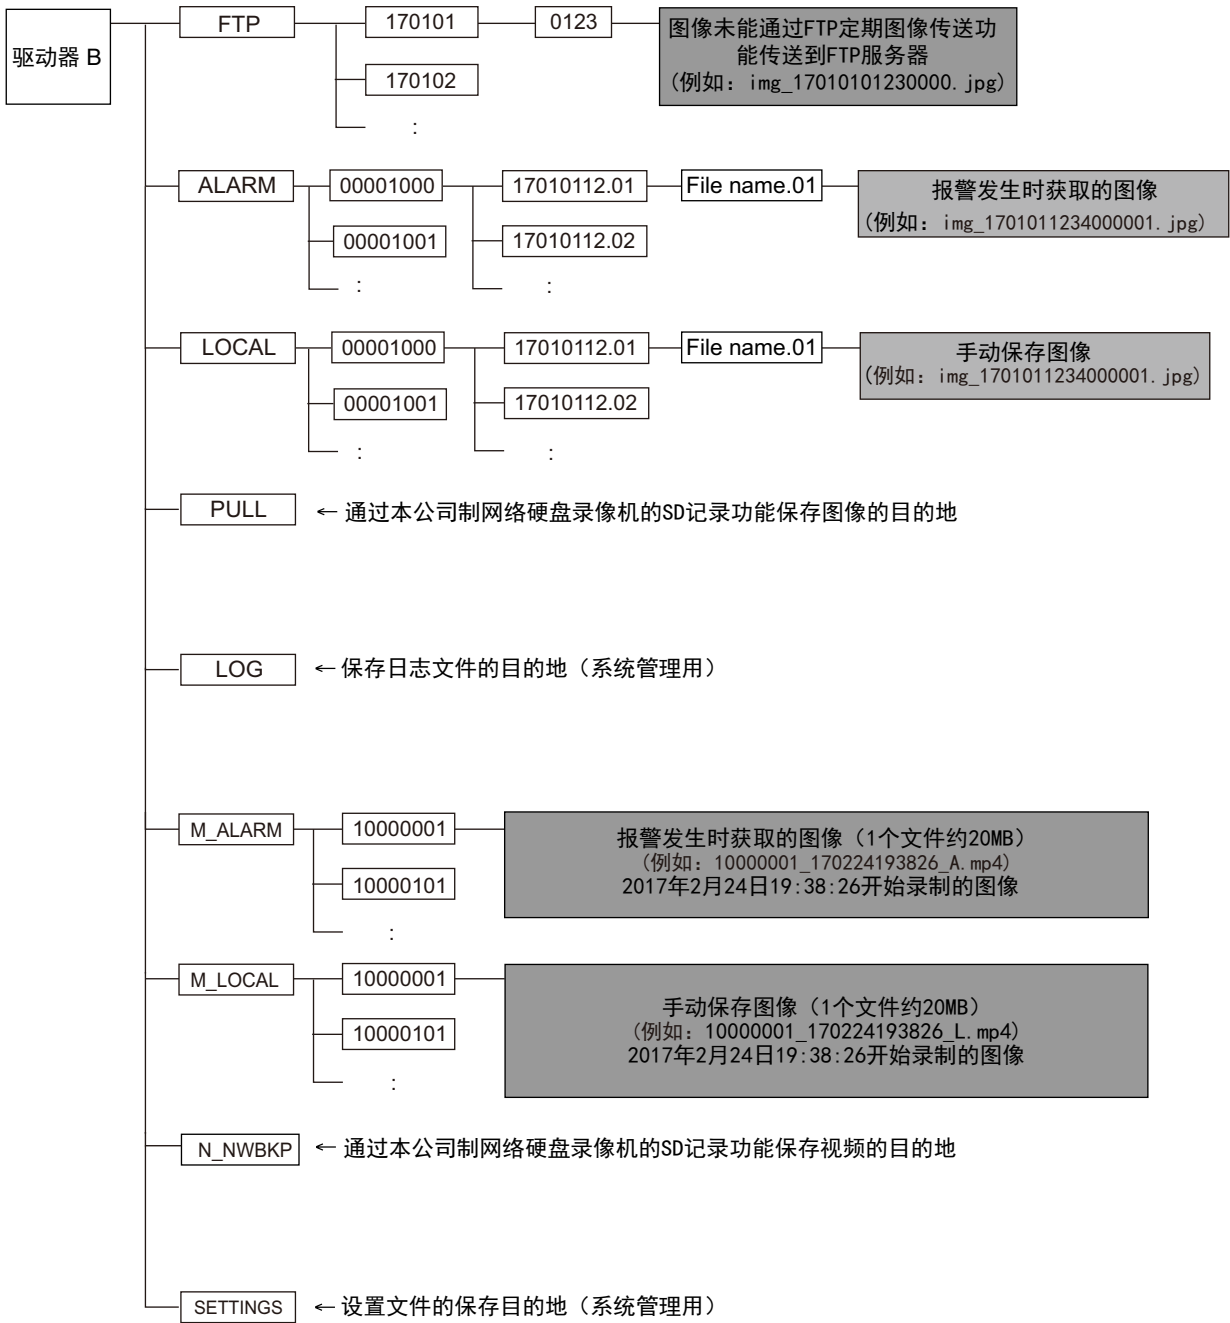 驱动器 B
FTP
170101
0123
图像未能通过FTP定期图像传送功
能传送到FTP服务器
(例如：img_17010101230000.jpg)
170102
:
ALARM
00001000
17010112.01
File name.01
报警发生时获取的图像
(例如：img_1701011234000001.jpg)
00001001
17010112.02
:
:
LOCAL
00001000
17010112.01
File name.01
手动保存图像
(例如：img_1701011234000001.jpg)
00001001
17010112.02
:
:
PULL
← 通过本公司制网络硬盘录像机的SD记录功能保存图像的目的地
LOG
← 保存日志文件的目的地（系统管理用）
M_ALARM
10000001
报警发生时获取的图像（1个文件约20MB）
(例如：10000001_170224193826_A.mp4)
2017年2月24日19:38:26开始录制的图像
10000101
:
M_LOCAL
10000001
手动保存图像（1个文件约20MB）
(例如：10000001_170224193826_L.mp4)
2017年2月24日19:38:26开始录制的图像
10000101
:
N_NWBKP
← 通过本公司制网络硬盘录像机的SD记录功能保存视频的目的地
SETTINGS
← 设置文件的保存目的地（系统管理用）